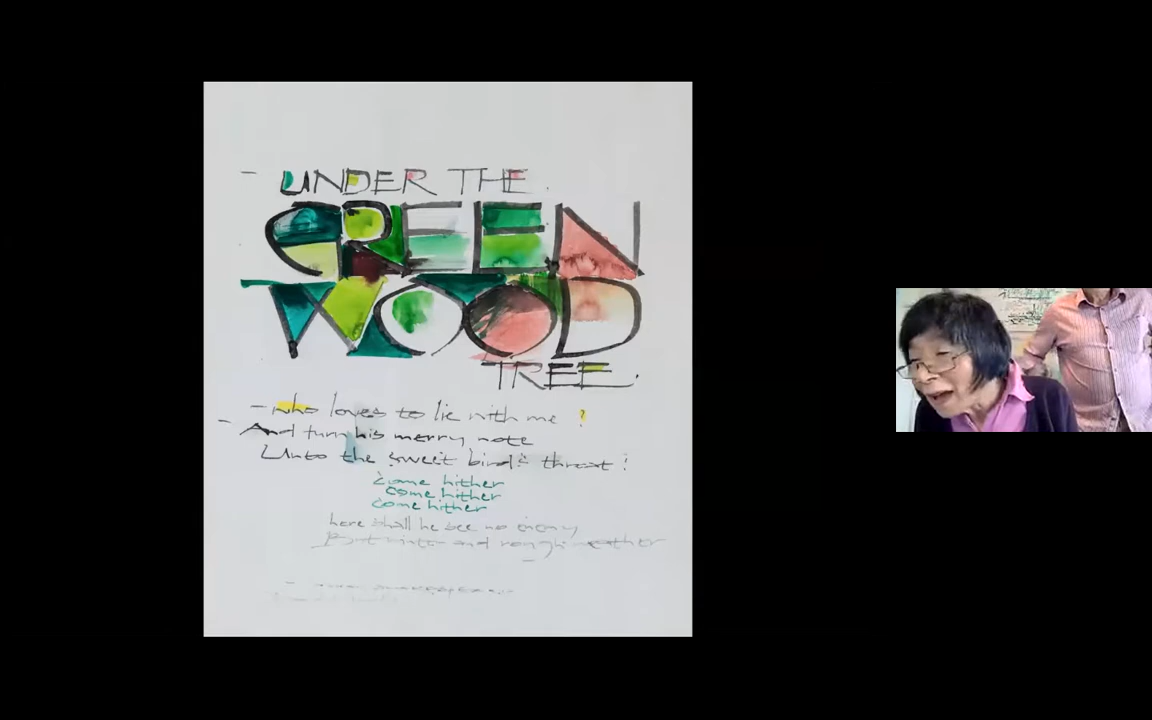 - UNDER THE
GREEN
WOOD
TREE.
- who loves to lie with me ?
- And turn his merry note
Unto the sweet bird's throat !
Come hither
Come hither
Come hither
here shall he see no enemy
But winter and rough weather